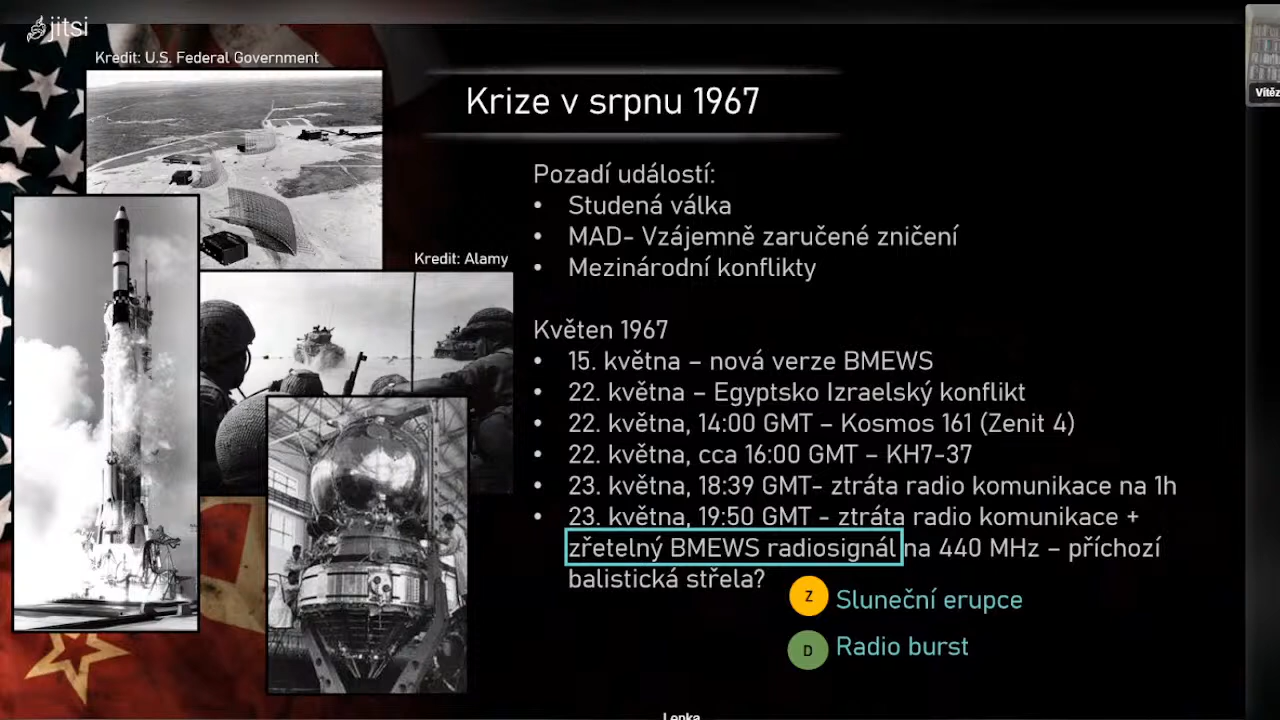 jitsi
Kredit: U.S. Federal Government
Vítěz
Krize v srpnu 1967
Pozadí událostí:
• Studená válka
• MAD- Vzájemně zaručené zničení
• Mezinárodní konflikty
Kredit: Alamy
Květen 1967
• 15. května – nová verze BMEWS
• 22. května – Egyptsko Izraelský konflikt
• 22. května, 14:00 GMT – Kosmos 161 (Zenit 4)
• 22. května, cca 16:00 GMT – KH7-37
• 23. května, 18:39 GMT- ztráta radio komunikace na 1h
• 23. května, 19:50 GMT - ztráta radio komunikace +
zřetelný BMEWS radiosignál na 440 MHz – příchozí
balistická střela?
Z Sluneční erupce
D Radio burst
Lenka